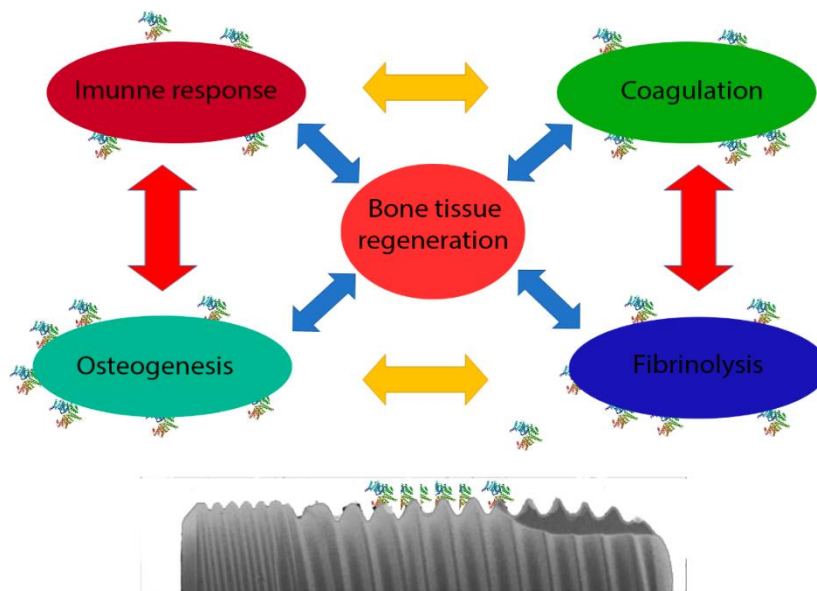 Imunne response
Coagulation
Bone tissue
regeneration
Osteogenesis
Fibrinolysis